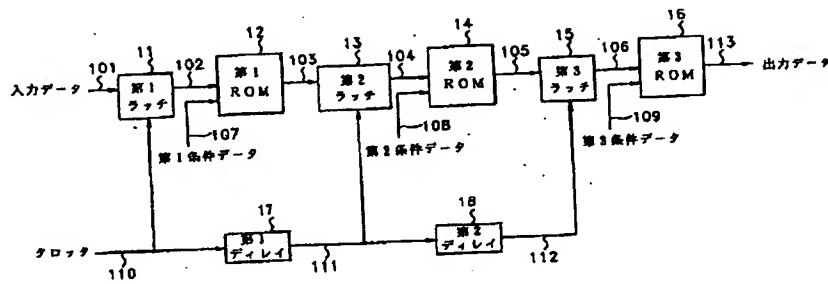 11
12
13
14
15
16
101
102
103
104
105
106
113
入力データ
第1
ラッチ
第1
ROM
第2
ラッチ
第2
ROM
第3
ラッチ
第3
ROM
出力データ
107
108
109
第1条件データ
第2条件データ
第3条件データ
17
18
クロック
第1
ディレイ
第2
ディレイ
110
111
112